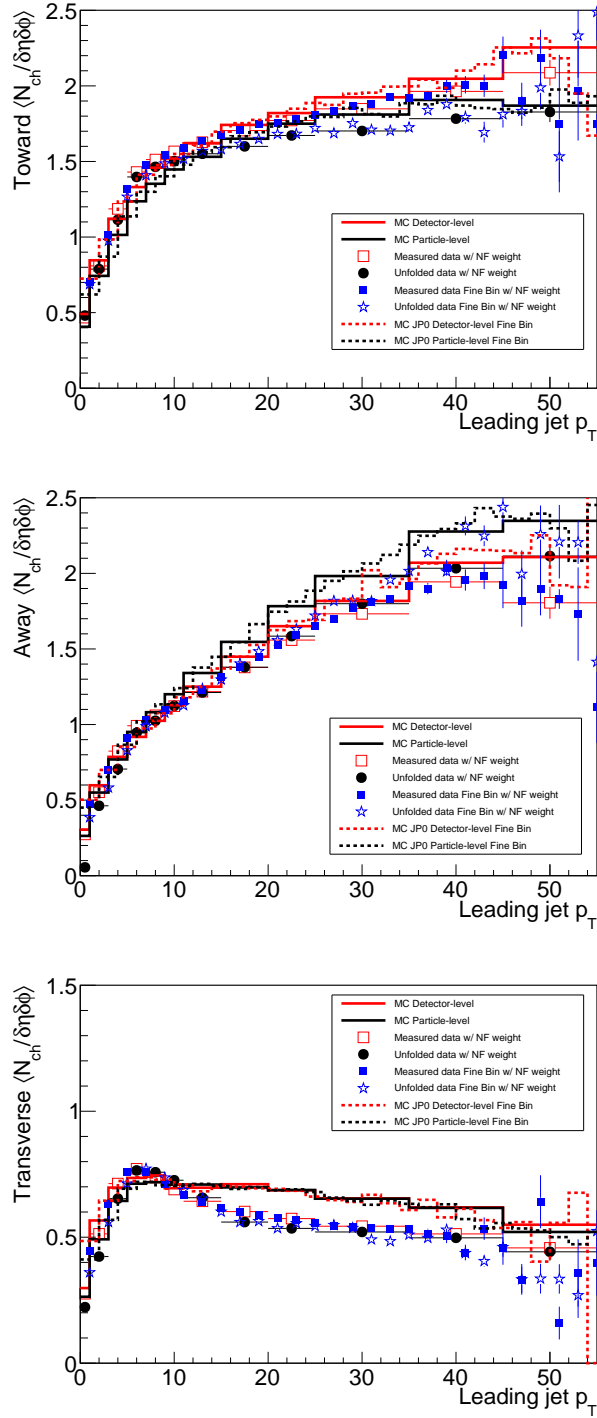 Toward ⟨N_ch/δηδφ⟩
2.5
2
1.5
1
0.5
0
MC Detector-level
MC Particle-level
Measured data w/ NF weight
Unfolded data w/ NF weight
Measured data Fine Bin w/ NF weight
Unfolded data Fine Bin w/ NF weight
MC JP0 Detector-level Fine Bin
MC JP0 Particle-level Fine Bin
0 10 20 30 40 50
Leading jet p_T
Away ⟨N_ch/δηδφ⟩
2.5
2
1.5
1
0.5
0
MC Detector-level
MC Particle-level
Measured data w/ NF weight
Unfolded data w/ NF weight
Measured data Fine Bin w/ NF weight
Unfolded data Fine Bin w/ NF weight
MC JP0 Detector-level Fine Bin
MC JP0 Particle-level Fine Bin
0 10 20 30 40 50
Leading jet p_T
Transverse ⟨N_ch/δηδφ⟩
1.5
1
0.5
0
MC Detector-level
MC Particle-level
Measured data w/ NF weight
Unfolded data w/ NF weight
Measured data Fine Bin w/ NF weight
Unfolded data Fine Bin w/ NF weight
MC JP0 Detector-level Fine Bin
MC JP0 Particle-level Fine Bin
0 10 20 30 40 50
Leading jet p_T